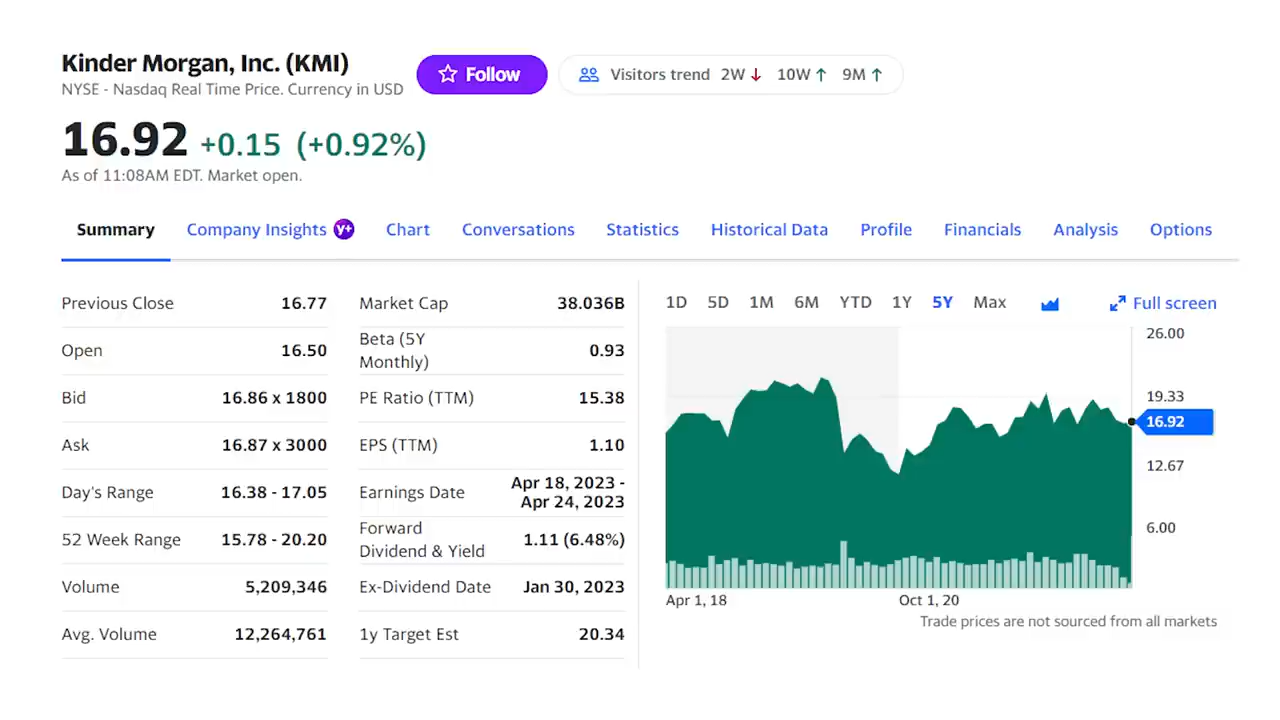 Kinder Morgan, Inc. (KMI)
NYSE - Nasdaq Real Time Price. Currency in USD
Follow
Visitors trend 2W ↓ 10W ↑ 9M ↑
16.92 +0.15 (+0.92%)
As of 11:08AM EDT. Market open.
Summary Company Insights Y+ Chart Conversations Statistics Historical Data Profile Financials Analysis Options
Previous Close 16.77
Open 16.50
Bid 16.86 x 1800
Ask 16.87 x 3000
Day's Range 16.38 - 17.05
52 Week Range 15.78 - 20.20
Volume 5,209,346
Avg. Volume 12,264,761
Market Cap 38.036B
Beta (5Y
Monthly) 0.93
PE Ratio (TTM) 15.38
EPS (TTM) 1.10
Earnings Date Apr 18, 2023 -
Apr 24, 2023
Forward
Dividend & Yield 1.11 (6.48%)
Ex-Dividend Date Jan 30, 2023
1y Target Est 20.34
1D 5D 1M 6M YTD 1Y 5Y Max Full screen
26.00
19.33
16.92
12.67
6.00
Apr 1, 18 Oct 1, 20
Trade prices are not sourced from all markets